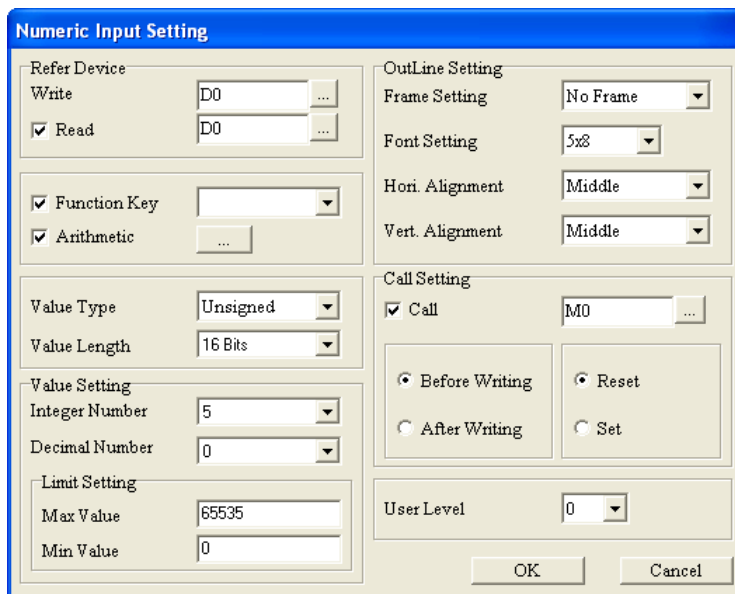 Numeric Input Setting
Refer Device
Write D0 ...
Read D0 ...
Function Key
Arithmetic ...
Value Type Unsigned
Value Length 16 Bits
Value Setting
Integer Number 5
Decimal Number 0
Limit Setting
Max Value 65535
Min Value 0
OutLine Setting
Frame Setting No Frame
Font Setting 5x8
Hori. Alignment Middle
Vert. Alignment Middle
Call Setting
Call M0 ...
Before Writing
After Writing
Reset
Set
User Level 0
OK Cancel